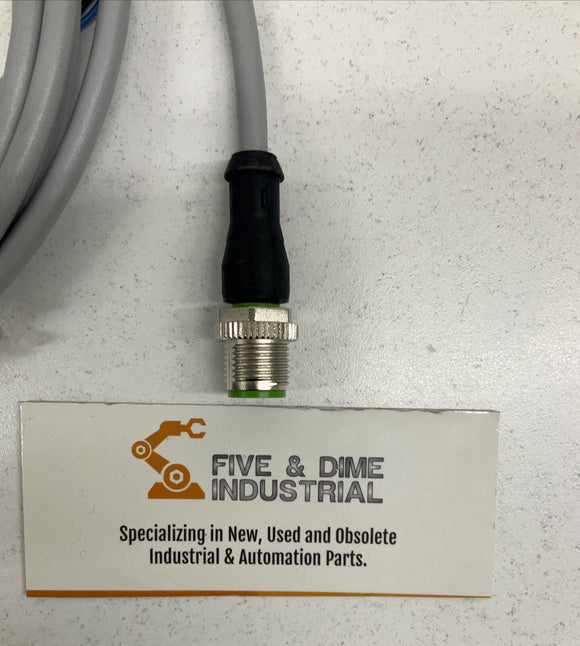 FIVE & DIME
INDUSTRIAL
Specializing in New, Used and Obsolete
Industrial & Automation Parts.